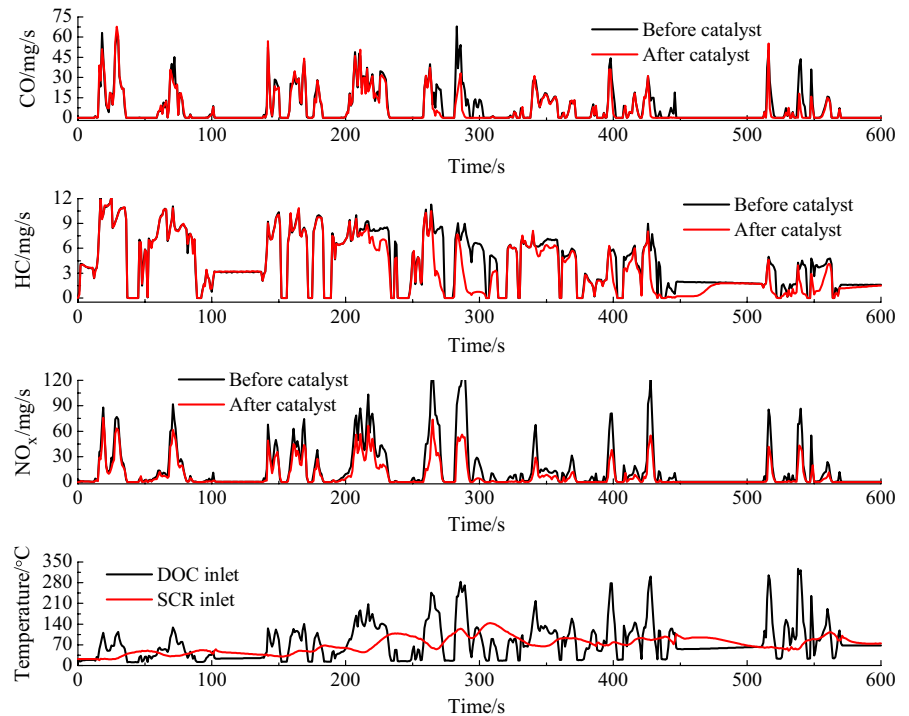 CO/mg/s
75
60
45
30
15
0
Before catalyst
After catalyst
0 100 200 300 400 500 600
Time/s
HC/mg/s
12
9
6
3
0
Before catalyst
After catalyst
0 100 200 300 400 500 600
Time/s
NOx/mg/s
120
90
60
30
0
Before catalyst
After catalyst
0 100 200 300 400 500 600
Time/s
Temperature/°C
350
280
210
140
70
0
DOC inlet
SCR inlet
0 100 200 300 400 500 600
Time/s